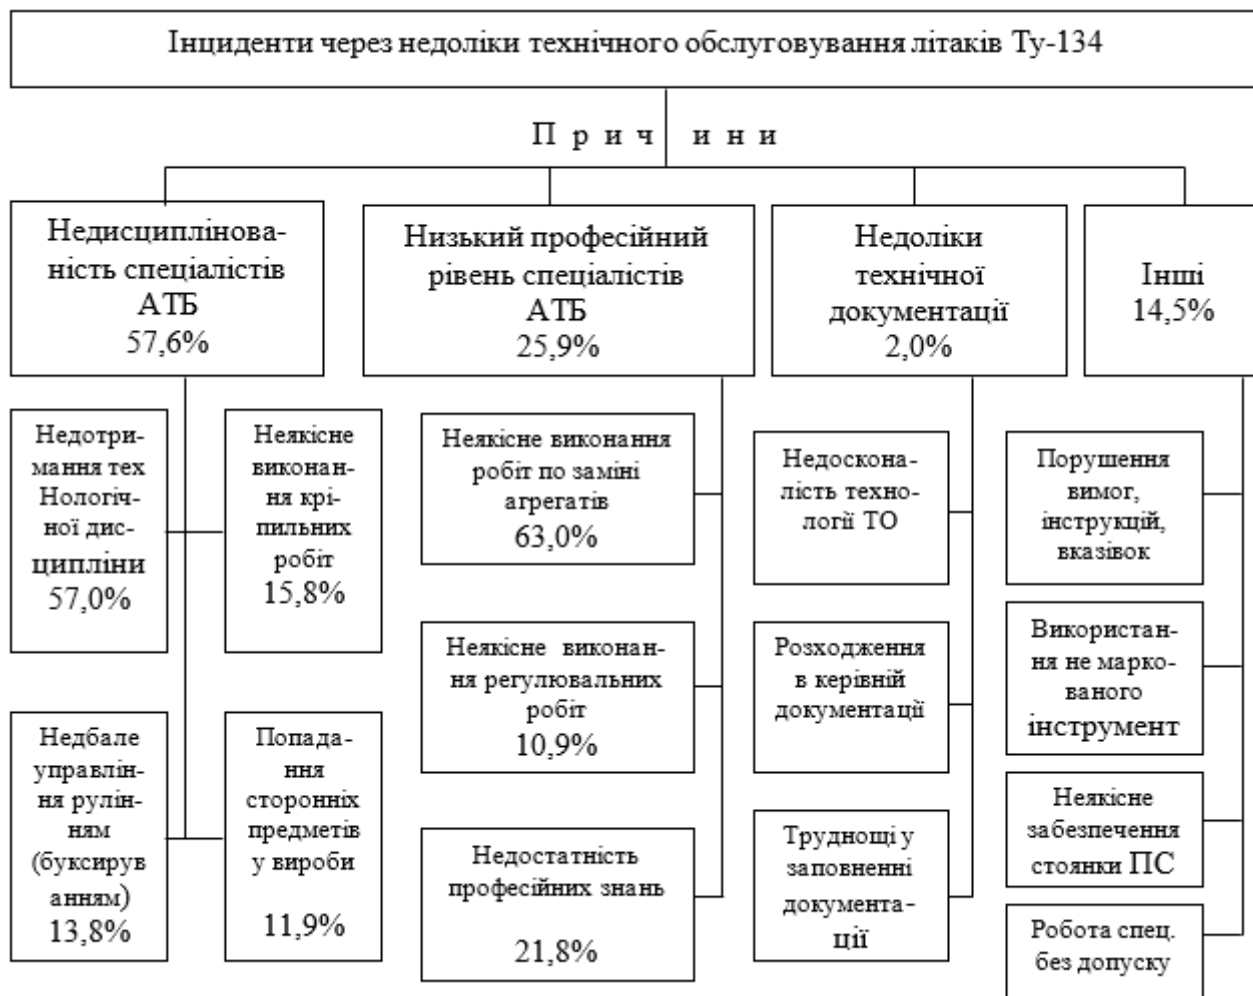 Інциденти через недоліки технічного обслуговування літаків Ту-134
П р и ч и н и
Недисципліновa-
ність спеціалістів
АТБ
57,6%
Низький професійний
рівень спеціалістів
АТБ
25,9%
Недоліки
технічної
документації
2,0%
Інші
14,5%
Недотри-
мання тех
Нологіч-
ної дис-
ципліни
57,0%
Неякісне
виконан-
ня крі-
пильних
робіт
15,8%
Недбале
управлін-
ня рулін-
ням
(буксирув
анням)
13,8%
Попада-
ння
сторонніх
предметів
у вироби
11,9%
Неякісне виконання
робіт по заміні
агрегатів
63,0%
Неякісне виконан-
ня регулювальних
робіт
10,9%
Недостатність
професійних знань
21,8%
Недоскона-
лість техно-
логії ТО
Розходження
в керівній
документації
Труднощі у
заповненні
документа-
ції
Порушення
вимог,
інструкцій,
вказівок
Використан-
ня не марко-
ваного
інструмент
Неякісне
забезпечення
стоянки ПС
Робота спец.
без допуску